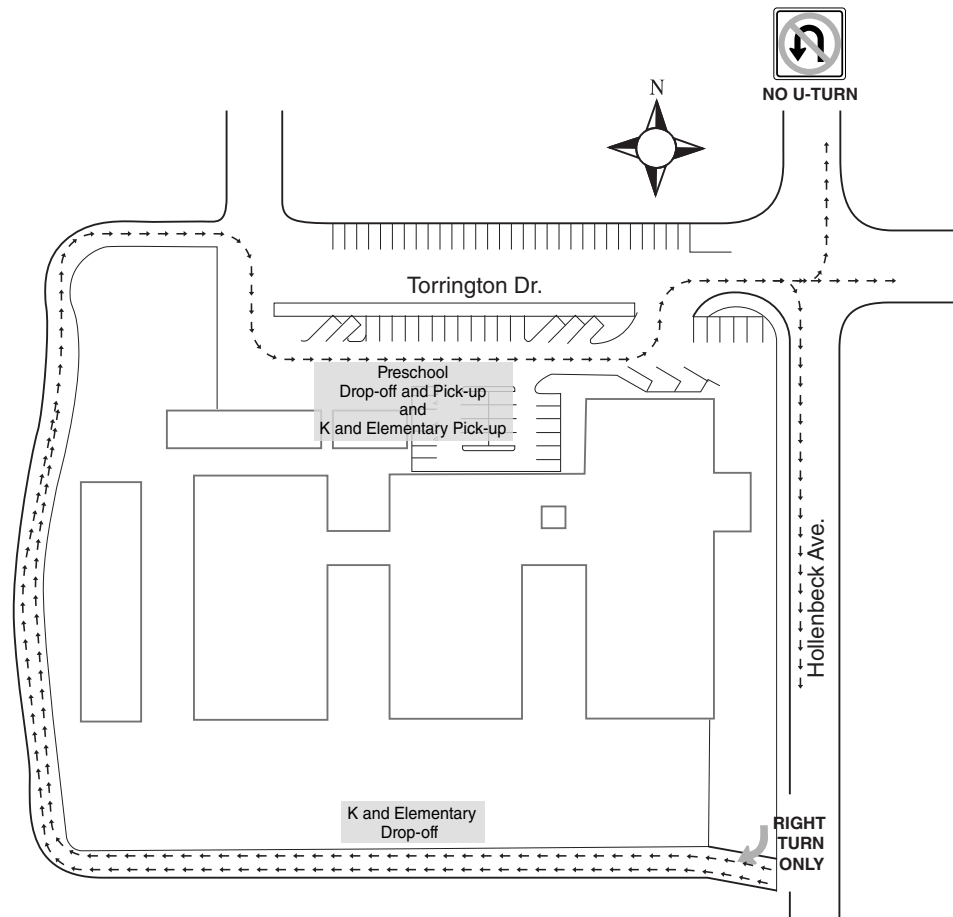 NO U-TURN
N
Torrington Dr.
Preschool
Drop-off and Pick-up
and
K and Elementary Pick-up
Hollenbeck Ave.
K and Elementary
Drop-off
RIGHT
TURN
ONLY